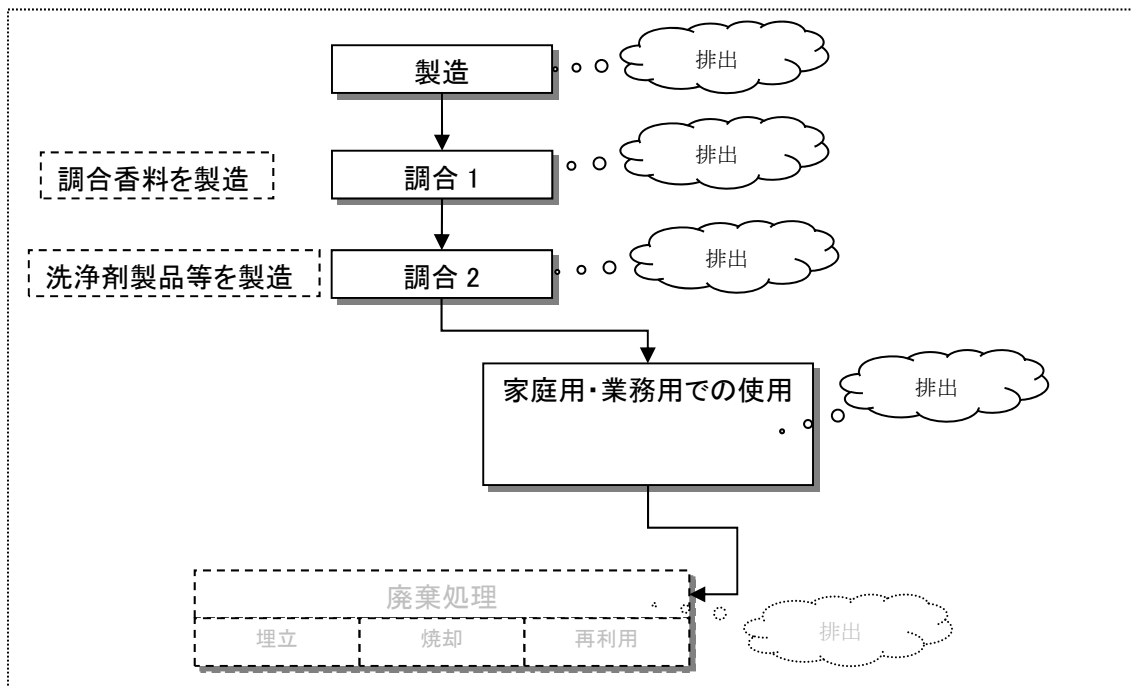 製造
排出
調合香料を製造
調合 1
排出
洗浄剤製品等を製造
調合 2
排出
家庭用・業務用での使用
排出
廃棄処理
埋立
焼却
再利用
排出